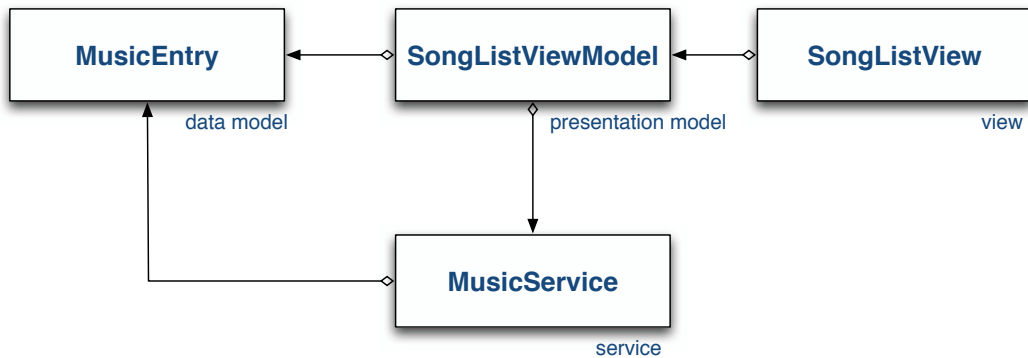 MusicEntry
SongListViewModel
SongListView
data model
presentation model
view
MusicService
service